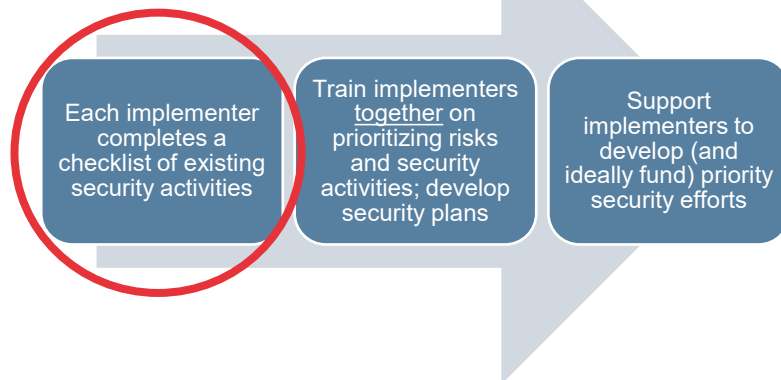 Each implementer
completes a
checklist of existing
security activities
Train implementers
together on
prioritizing risks
and security
activities; develop
security plans
Support
implementers to
develop (and
ideally fund) priority
security efforts